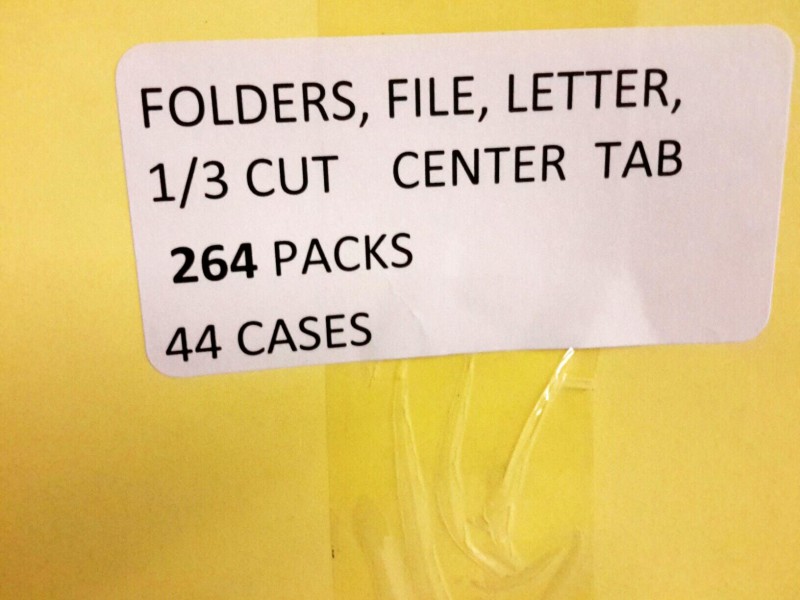 FOLDERS, FILE, LETTER,
1/3 CUT CENTER TAB
264 PACKS
44 CASES